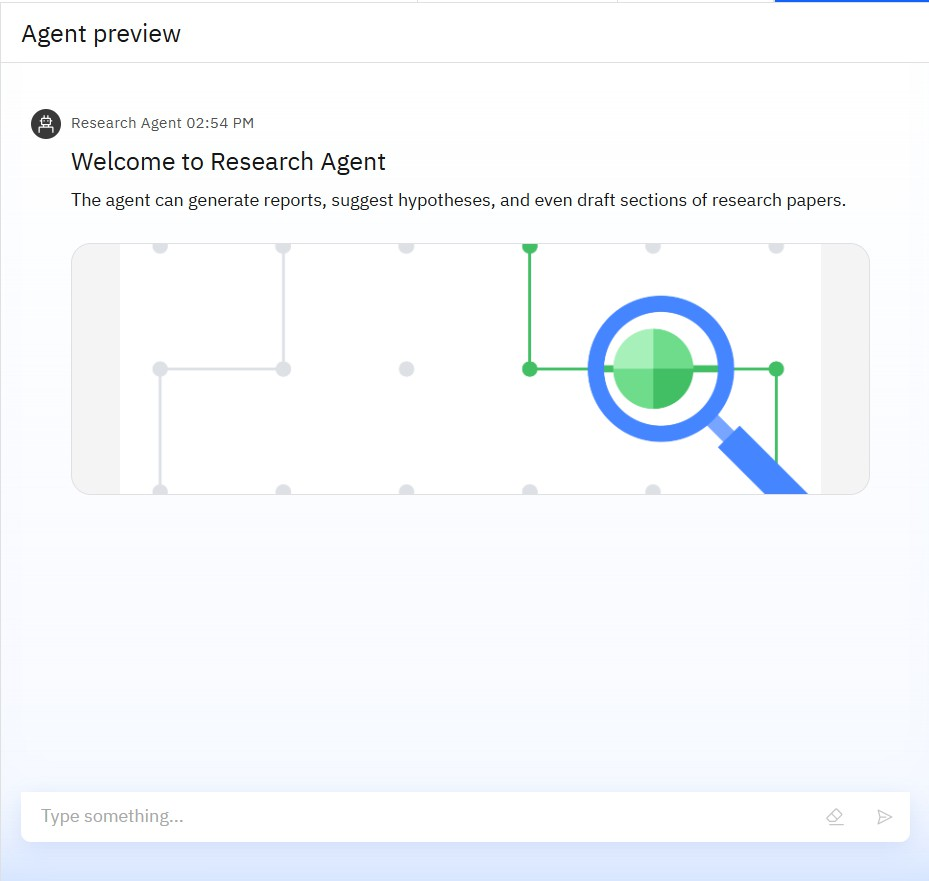 Agent preview
Research Agent 02:54 PM
Welcome to Research Agent
The agent can generate reports, suggest hypotheses, and even draft sections of research papers.
Type something...